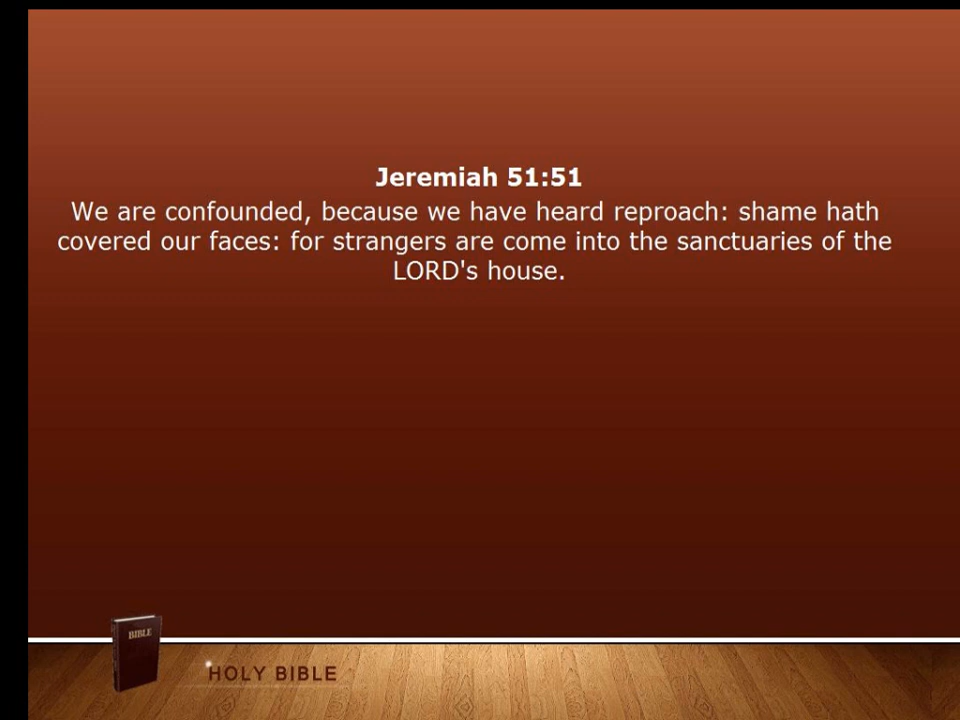 Jeremiah 51:51
We are confounded, because we have heard reproach: shame hath
covered our faces: for strangers are come into the sanctuaries of the
LORD's house.
BIBLE
HOLY BIBLE